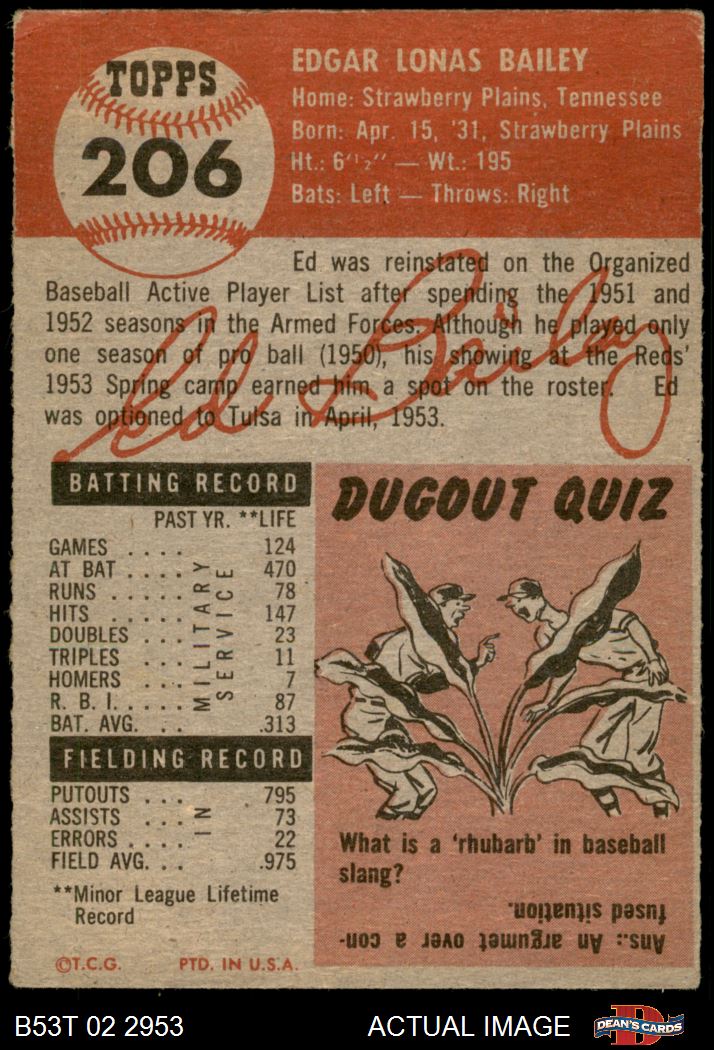 TOPPS
206
EDGAR LONAS BAILEY
Home: Strawberry Plains, Tennessee
Born: Apr. 15, '31, Strawberry Plains
Ht.: 6'½" — Wt.: 195
Bats: Left — Throws: Right
Ed was reinstated on the Organized
Baseball Active Player List after spending the 1951 and
1952 seasons in the Armed Forces. Although he played only
one season of pro ball (1950), his showing at the Reds'
1953 Spring camp earned him a spot on the roster. Ed
was optioned to Tulsa in April, 1953.
Ed Bailey
BATTING RECORD
PAST YR. **LIFE
GAMES . . . . 124
AT BAT . . . . 470
RUNS . . . . . 78
HITS . . . . . 147
DOUBLES . . . 23
TRIPLES . . . 11
HOMERS . . . 7
R. B. I. . . . . . 87
BAT. AVG. . . . .313
MILITARY
SERVICE
FIELDING RECORD
PUTOUTS . . . 795
ASSISTS . . . . 73
ERRORS . . . . 22
FIELD AVG. . . .975
IN
**Minor League Lifetime
Record
©T.C.G. PTD. IN U.S.A.
DUGOUT QUIZ
What is a 'rhubarb' in baseball
slang?
Ans.: An argumet over a con-
fused situation.
B53T 02 2953 ACTUAL IMAGE
D
DEAN'S CARDS